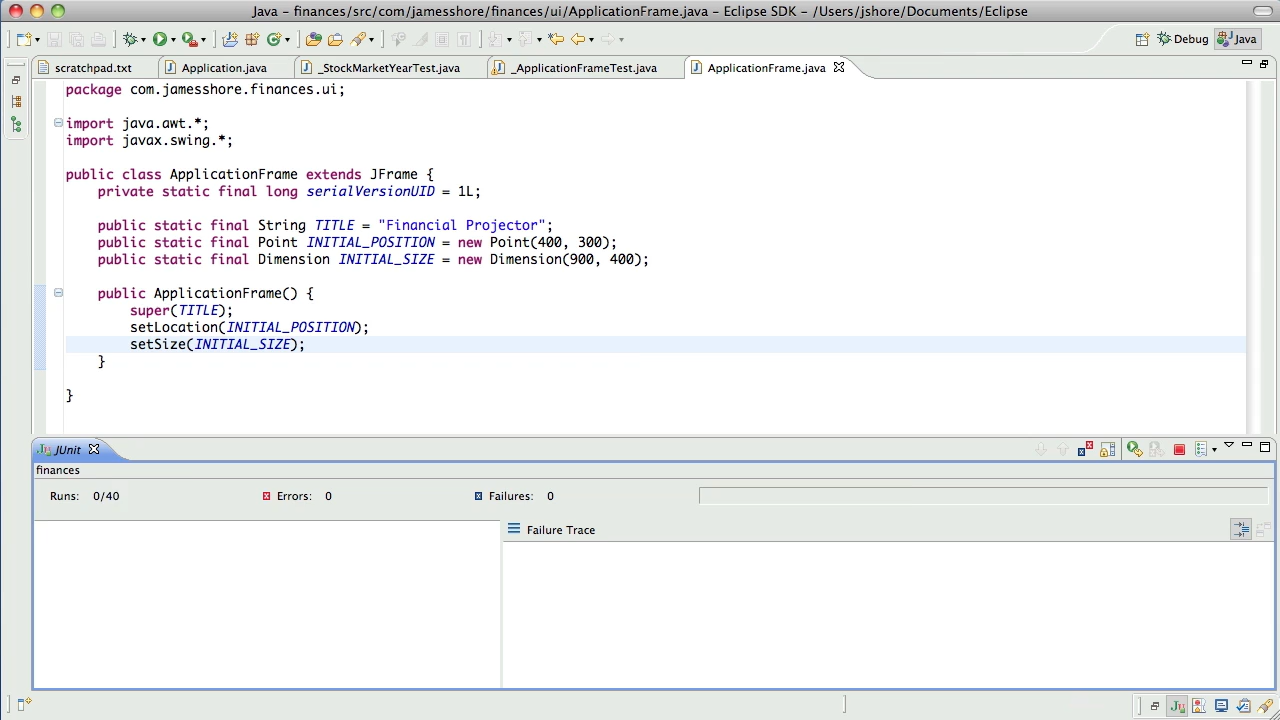 Java – finances/src/com/jamesshore/finances/ui/ApplicationFrame.java – Eclipse SDK – /Users/jshore/Documents/Eclipse
Debug
Java
scratchpad.txt
Application.java
_StockMarketYearTest.java
_ApplicationFrameTest.java
ApplicationFrame.java
package com.jamesshore.finances.ui;
import java.awt.*;
import javax.swing.*;
public class ApplicationFrame extends JFrame {
private static final long serialVersionUID = 1L;
public static final String TITLE = "Financial Projector";
public static final Point INITIAL_POSITION = new Point(400, 300);
public static final Dimension INITIAL_SIZE = new Dimension(900, 400);
public ApplicationFrame() {
super(TITLE);
setLocation(INITIAL_POSITION);
setSize(INITIAL_SIZE);
}
}
JUnit
finances
Runs: 0/40
Errors: 0
Failures: 0
Failure Trace